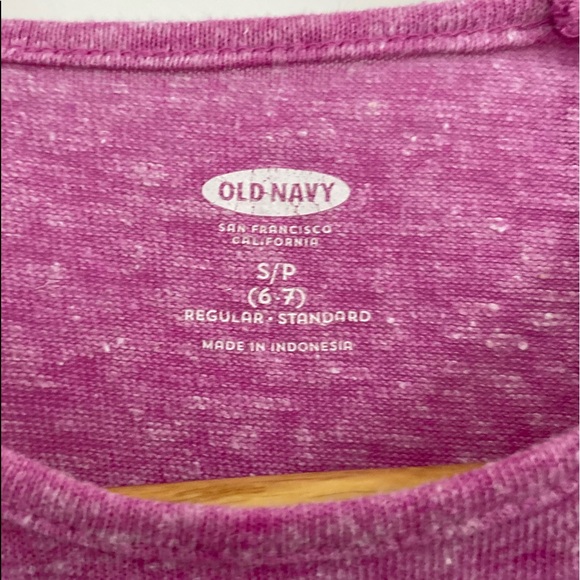 OLD NAVY
SAN FRANCISCO
CALIFORNIA
S/P
(6-7)
REGULAR • STANDARD
MADE IN INDONESIA